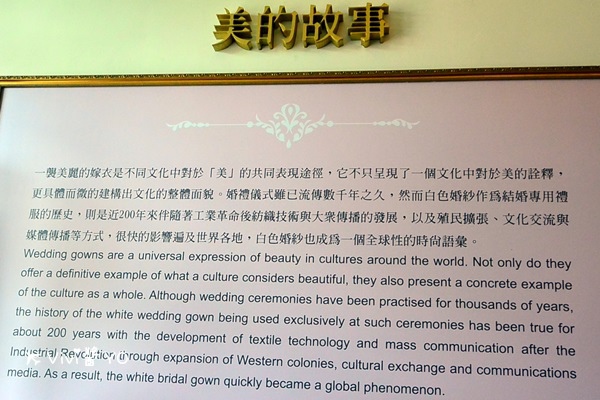 美的故事
一襲美麗的嫁衣是不同文化中對於「美」的共同表現途徑，它不只呈現了一個文化中對於美的詮釋，
更具體而微的建構出文化的整體面貌。婚禮儀式雖已流傳數千年之久，然而白色婚紗作為結婚專用禮
服的歷史，則是近200年來伴隨著工業革命後紡織技術與大眾傳播的發展，以及殖民擴張、文化交流與
媒體傳播等方式，很快的影響遍及世界各地，白色婚紗也成為一個全球性的時尚語彙。
Wedding gowns are a universal expression of beauty in cultures around the world. Not only do they
offer a definitive example of what a culture considers beautiful, they also present a concrete example
of the culture as a whole. Although wedding ceremonies have been practised for thousands of years,
the history of the white wedding gown being used exclusively at such ceremonies has been true for
about 200 years with the development of textile technology and mass communication after the
Industrial Revolution through expansion of Western colonies, cultural exchange and communications
media. As a result, the white bridal gown quickly became a global phenomenon.